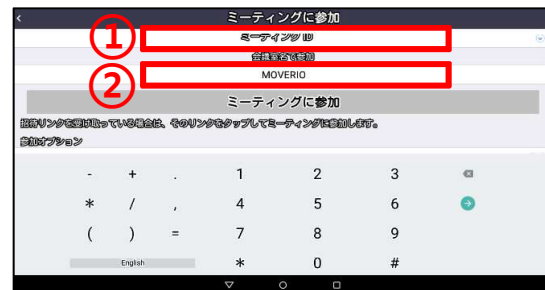 ミーティングに参加
①
ミーティング ID
会議室名で参加
②
MOVERIO
ミーティングに参加
招待リンクを受け取っている場合は、そのリンクをタップしてミーティングに参加します。
参加オプション
- + . 1 2 3
* / , 4 5 6
( ) = 7 8 9
English * 0 #